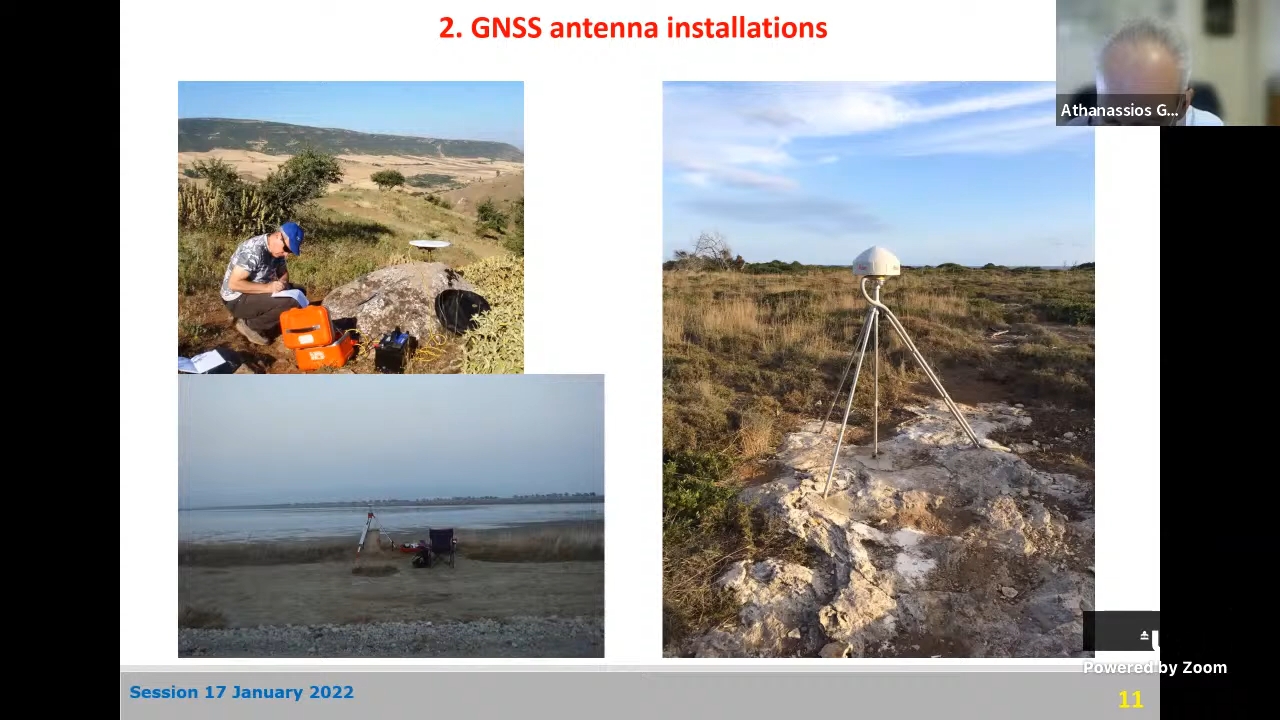 2. GNSS antenna installations
Athanassios G...
Powered by Zoom
Session 17 January 2022
11